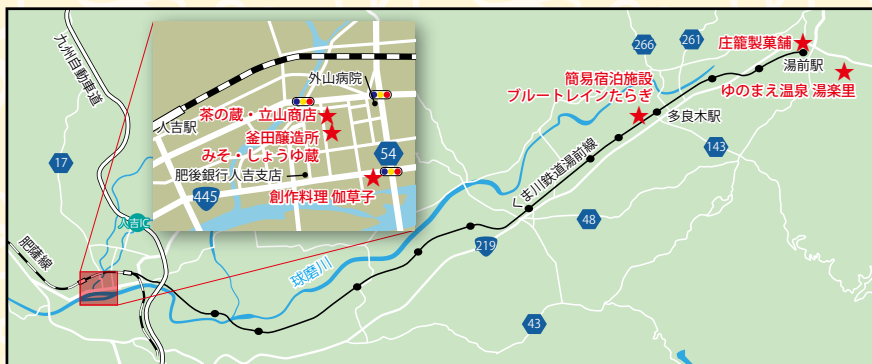 九州自動車道
17
人吉IC
肥薩線
人吉駅
外山病院
茶の蔵・立山商店
釜田醸造所
みそ・しょうゆ蔵
肥後銀行人吉支店
54
445
創作料理 伽草子
球磨川
219
くま川鉄道湯前線
48
43
143
簡易宿泊施設
ブルートレインたらぎ
多良木駅
266
261
庄籠製菓舗
湯前駅
ゆのまえ温泉 湯楽里